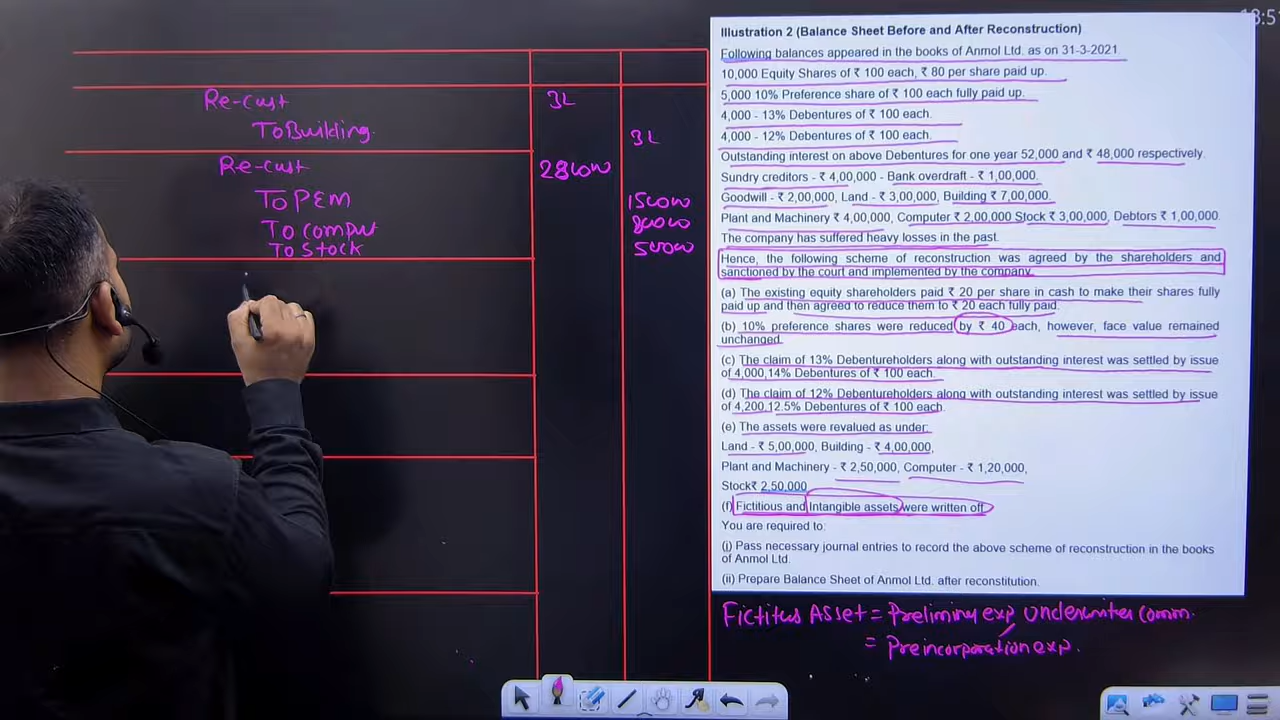 18:5
Re-cast 3L
To Building
3L
Re-cast 280000
To P&M 150000
To comput 80000
To Stock 50000
Illustration 2 (Balance Sheet Before and After Reconstruction)
Following balances appeared in the books of Anmol Ltd. as on 31-3-2021.
10,000 Equity Shares of ₹ 100 each, ₹ 80 per share paid up.
5,000 10% Preference share of ₹ 100 each fully paid up.
4,000 - 13% Debentures of ₹ 100 each.
4,000 - 12% Debentures of ₹ 100 each.
Outstanding interest on above Debentures for one year 52,000 and ₹ 48,000 respectively.
Sundry creditors - ₹ 4,00,000 - Bank overdraft - ₹ 1,00,000.
Goodwill - ₹ 2,00,000, Land - ₹ 3,00,000, Building ₹ 7,00,000.
Plant and Machinery ₹ 4,00,000, Computer ₹ 2,00,000 Stock ₹ 3,00,000, Debtors ₹ 1,00,000.
The company has suffered heavy losses in the past.
Hence, the following scheme of reconstruction was agreed by the shareholders and
sanctioned by the court and implemented by the company.
(a) The existing equity shareholders paid ₹ 20 per share in cash to make their shares fully
paid up and then agreed to reduce them to ₹ 20 each fully paid.
(b) 10% preference shares were reduced by ₹ 40 each, however, face value remained
unchanged.
(c) The claim of 13% Debentureholders along with outstanding interest was settled by issue
of 4,000,14% Debentures of ₹ 100 each.
(d) The claim of 12% Debentureholders along with outstanding interest was settled by issue
of 4,200,12.5% Debentures of ₹ 100 each.
(e) The assets were revalued as under:
Land - ₹ 5,00,000, Building - ₹ 4,00,000,
Plant and Machinery - ₹ 2,50,000, Computer - ₹ 1,20,000,
Stock₹ 2,50,000
(f) Fictitious and Intangible assets were written off.
You are required to:
(i) Pass necessary journal entries to record the above scheme of reconstruction in the books
of Anmol Ltd.
(ii) Prepare Balance Sheet of Anmol Ltd. after reconstitution.
Fictitus Asset = Preliminy exp Underwriter comm.
= Preincorporation exp.